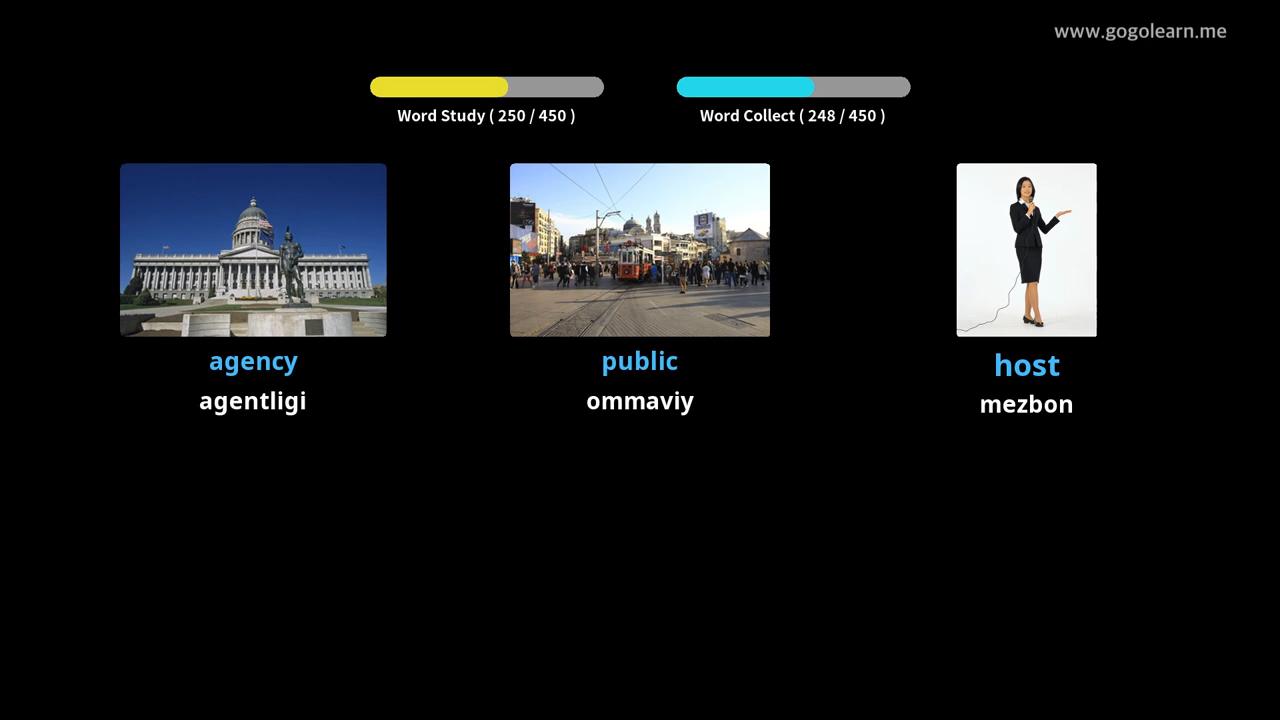 www.gogolearn.me
Word Study ( 250 / 450 )
Word Collect ( 248 / 450 )
agency
agentligi
public
ommaviy
host
mezbon